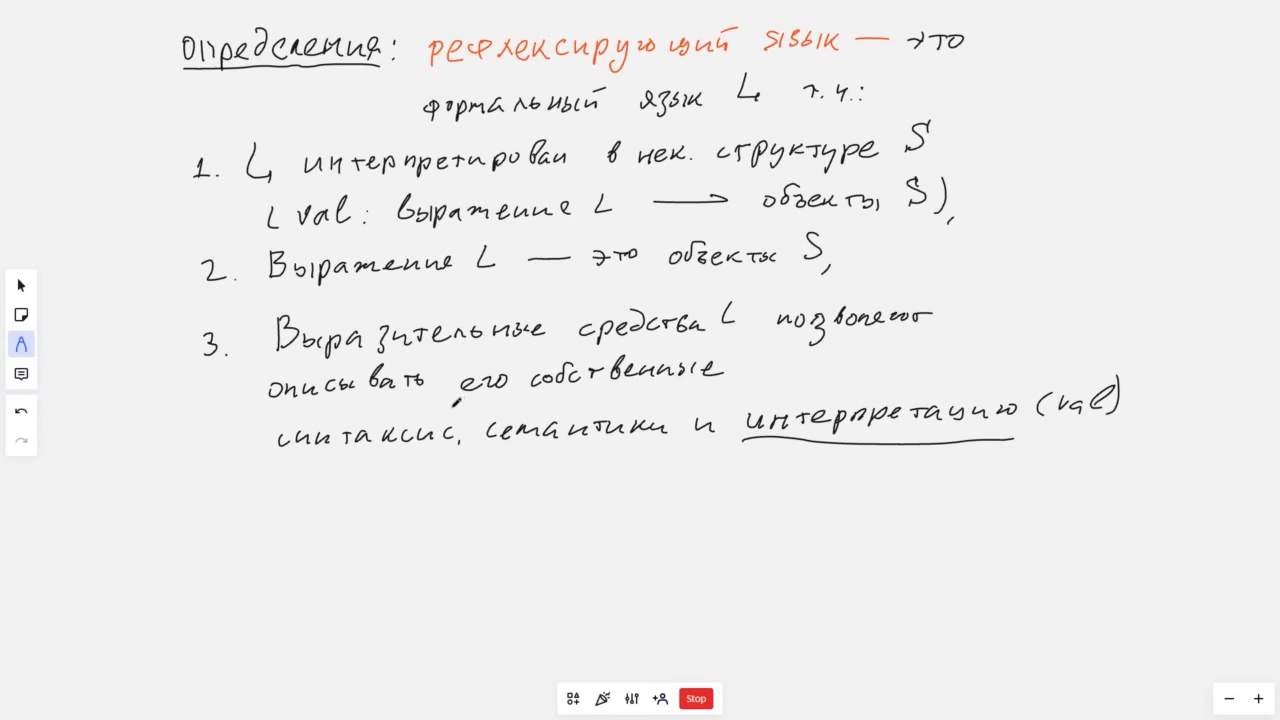 Определения: рефлексирующий язык — это
формальный язык L т.ч.:
1. L интерпретирован в нек. структуре S
(val: выражение L → объекты S),
2. Выражение L — это объекты S,
3. Выразительные средства L позволяют
описывать его собственные
синтаксис, семантики и интерпретацию (val)
Stop